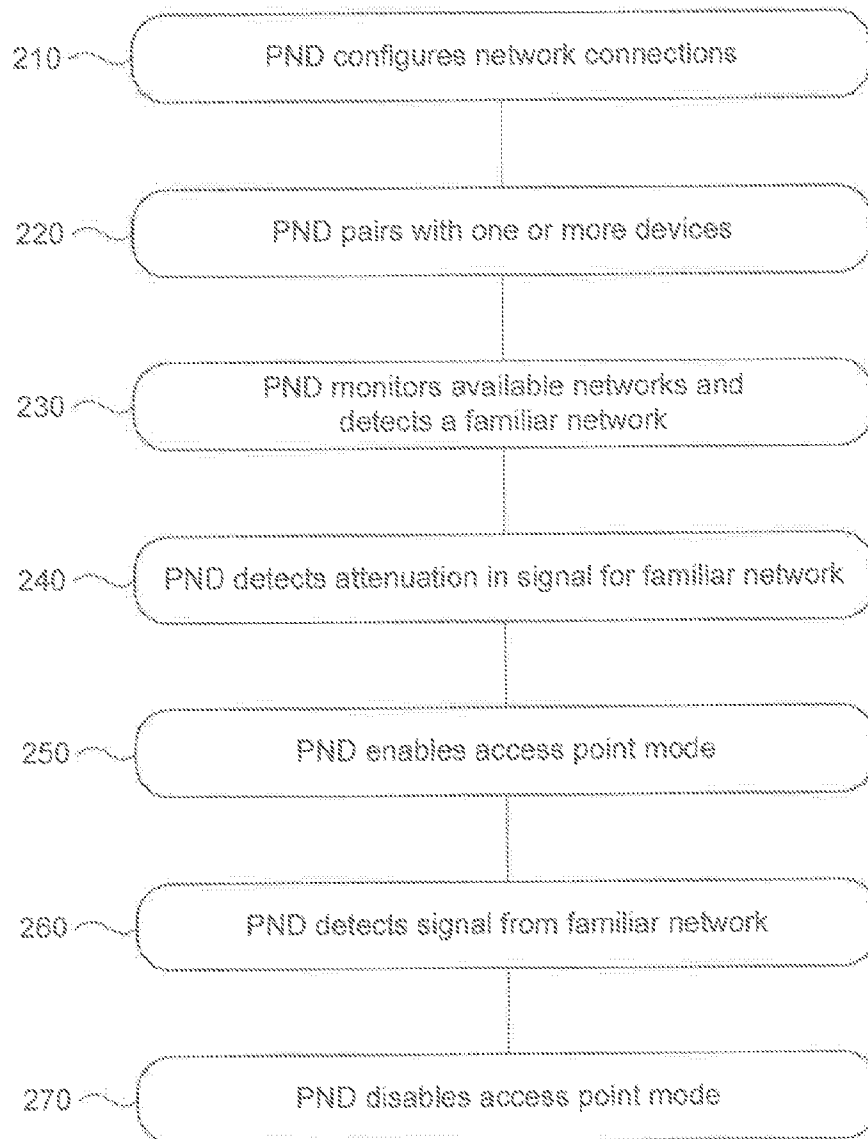 210 PND configures network connections
220 PND pairs with one or more devices
230 PND monitors available networks and
detects a familiar network
240 PND detects attenuation in signal for familiar network
250 PND enables access point mode
260 PND detects signal from familiar network
270 PND disables access point mode